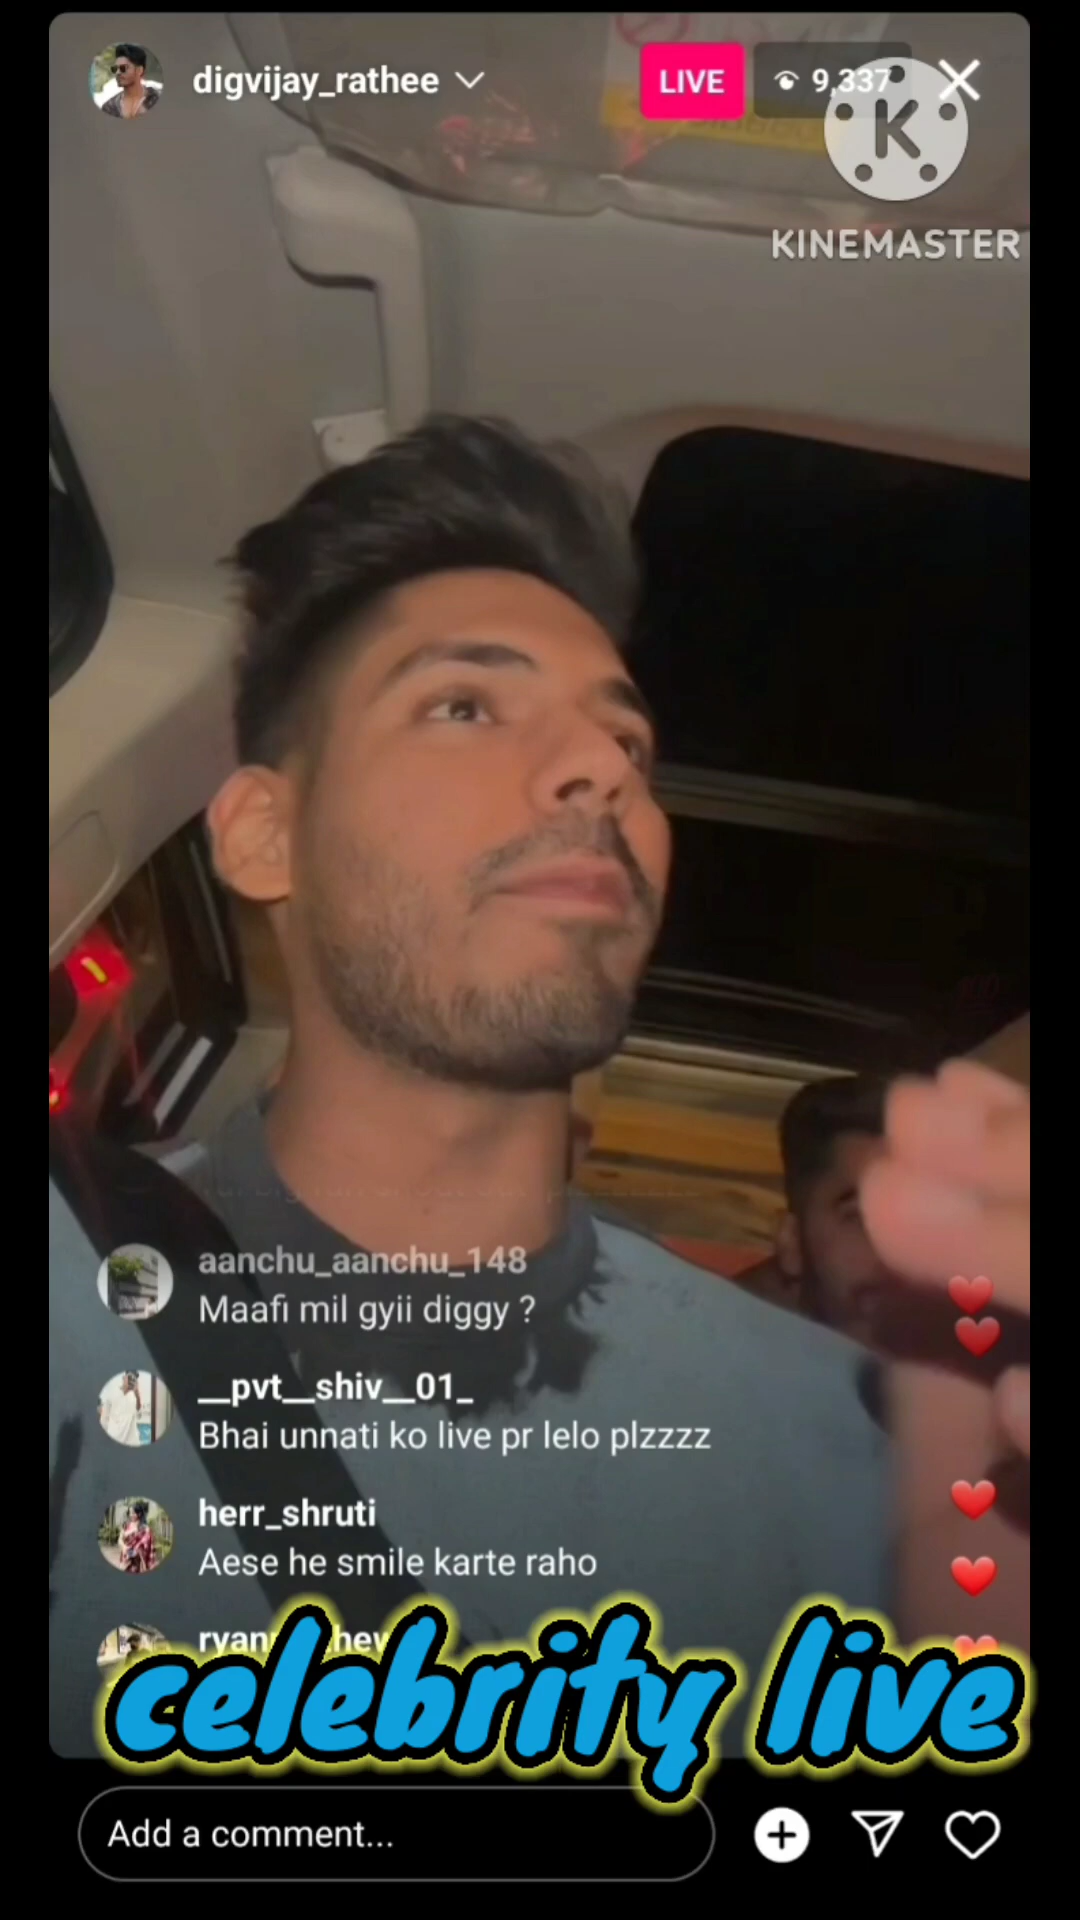 digvijay_rathee
LIVE
9,337
K
KINEMASTER
aanchu_aanchu_148
Maafi mil gyii diggy ?
__pvt__shiv__01_
Bhai unnati ko live pr lelo plzzzz
herr_shruti
Aese he smile karte raho
celebrity live
Add a comment...